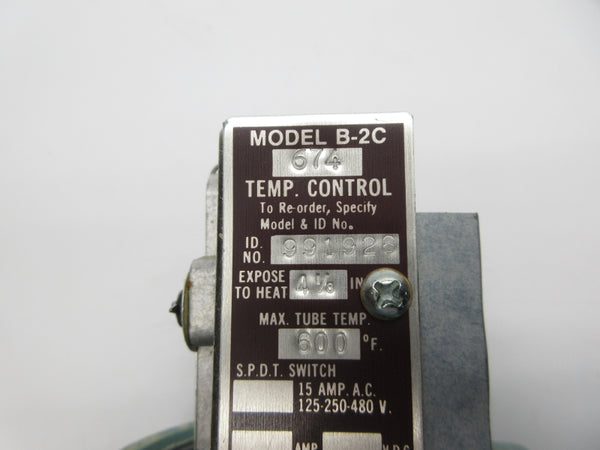 MODEL B-2C
674
TEMP. CONTROL
To Re-order, Specify
Model & ID No.
ID. NO. 991926
EXPOSE TO HEAT 4⅛ IN
MAX. TUBE TEMP.
600 °F.
S.P.D.T. SWITCH
15 AMP. A.C.
125-250-480 V.
AMP
V.D.C.